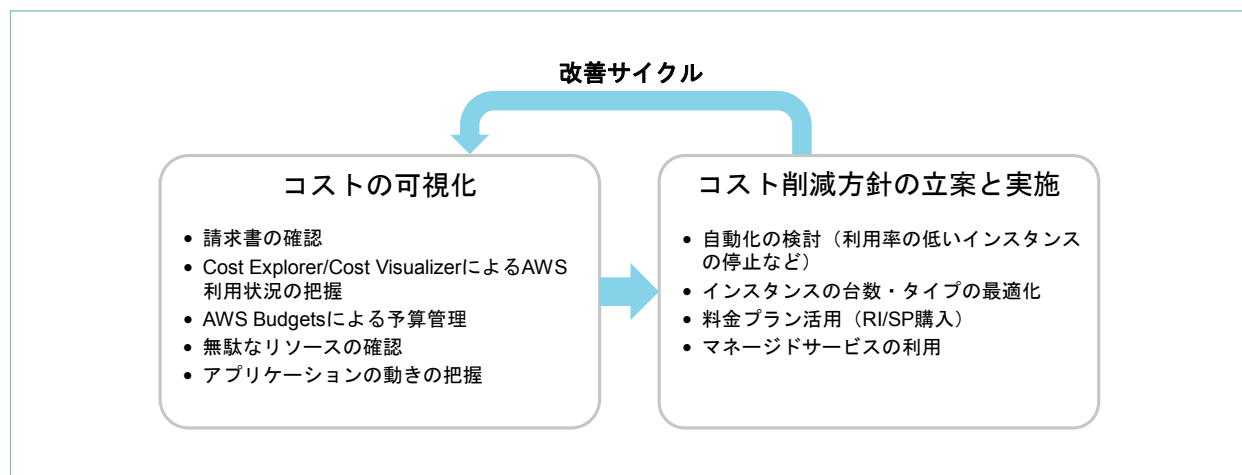 改善サイクル
コストの可視化
• 請求書の確認
• Cost Explorer/Cost VisualizerによるAWS
利用状況の把握
• AWS Budgetsによる予算管理
• 無駄なリソースの確認
• アプリケーションの動きの把握
コスト削減方針の立案と実施
• 自動化の検討（利用率の低いインスタンス
の停止など）
• インスタンスの台数・タイプの最適化
• 料金プラン活用（RI/SP購入）
• マネージドサービスの利用